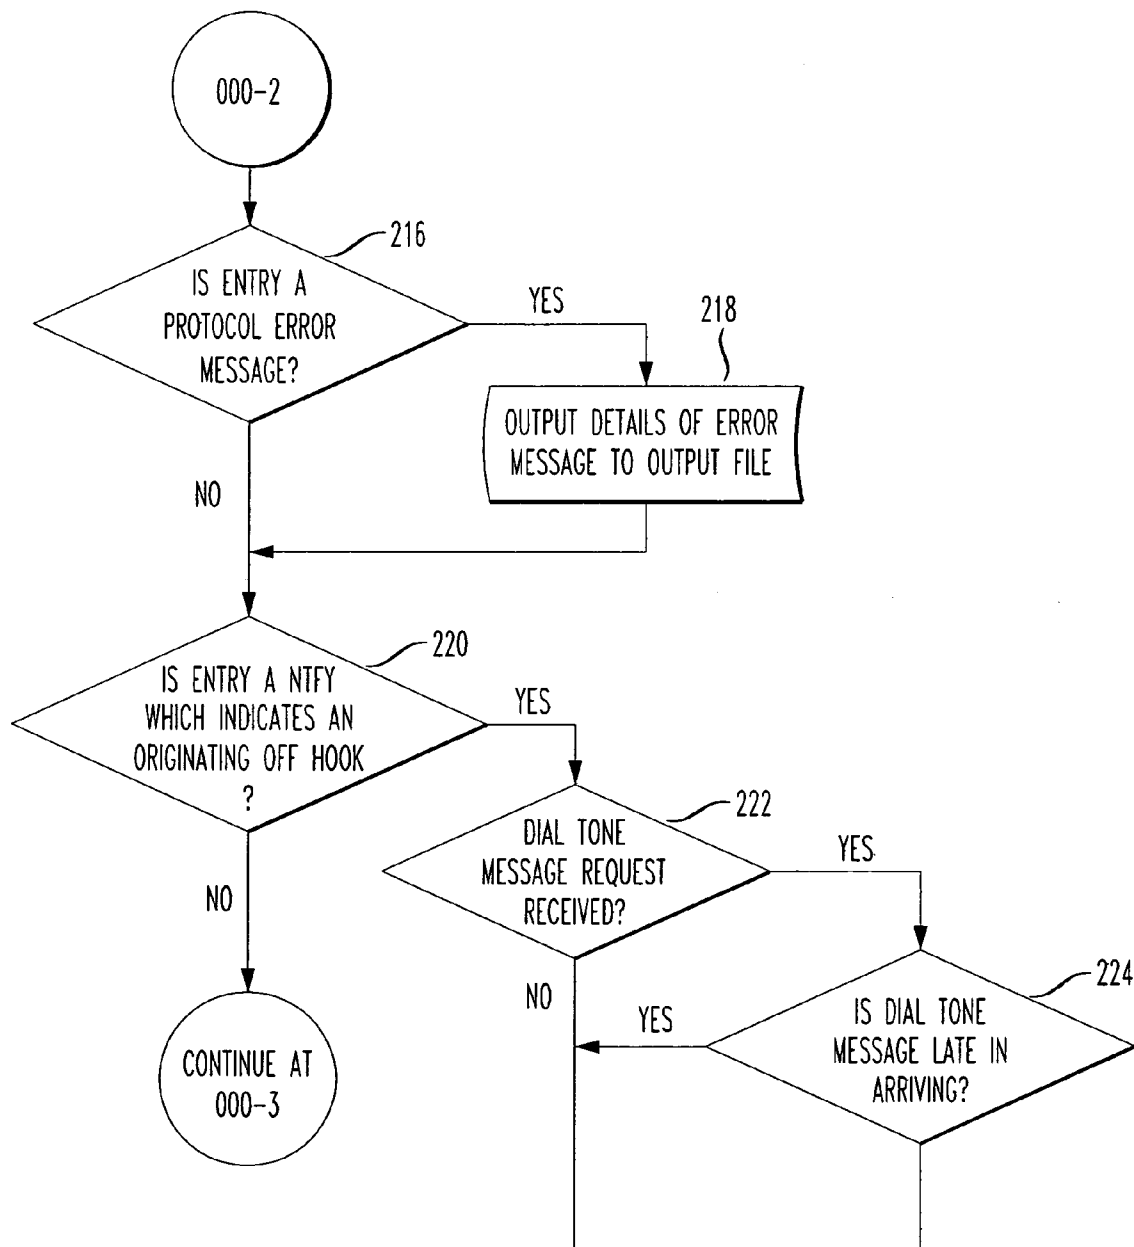 000-2
216
IS ENTRY A
PROTOCOL ERROR
MESSAGE?
YES
218
OUTPUT DETAILS OF ERROR
MESSAGE TO OUTPUT FILE
NO
220
IS ENTRY A NTFY
WHICH INDICATES AN
ORIGINATING OFF HOOK
?
YES
222
DIAL TONE
MESSAGE REQUEST
RECEIVED?
YES
NO
224
IS DIAL TONE
MESSAGE LATE IN
ARRIVING?
YES
NO
CONTINUE AT
000-3